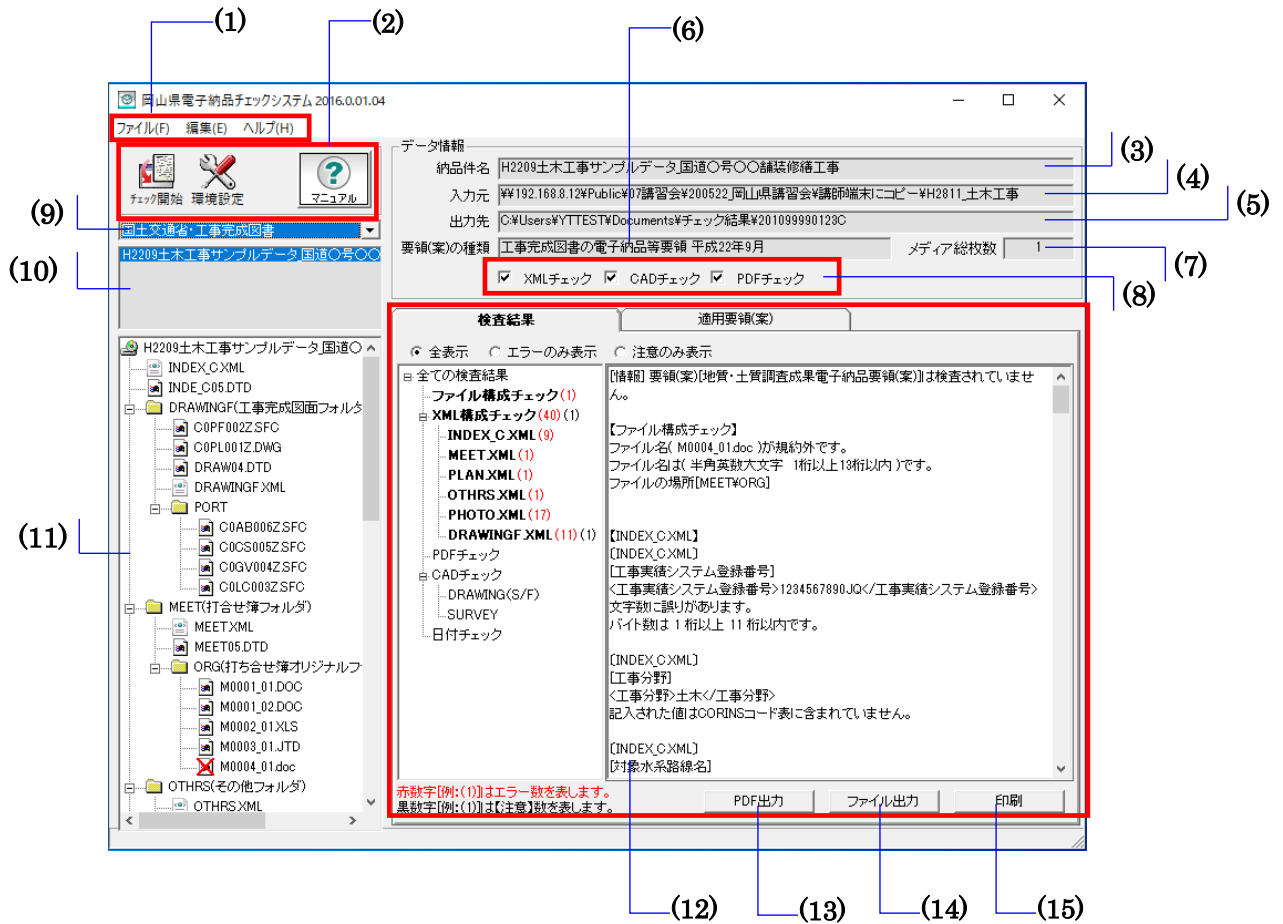 (1)
(2)
(6)
岡山県電子納品チェックシステム 2016.0.01.04
ファイル(F) 編集(E) ヘルプ(H)
チェック開始 環境設定 マニュアル
(9)
国土交通省・工事完成図書
(10)
H2209土木工事サンプルデータ_国道〇号〇〇
データ情報
納品件名 H2209土木工事サンプルデータ_国道〇号〇〇舗装修繕工事
(3)
入力元 ¥¥192.168.8.12¥Public¥07講習会¥200522_岡山県講習会¥講師端末にコピー¥H2811_土木工事
(4)
出力先 C:¥Users¥YTTEST¥Documents¥チェック結果¥201099990123C
(5)
要領(案)の種類 工事完成図書の電子納品等要領 平成22年9月 メディア総枚数 1
(7)
XMLチェック CADチェック PDFチェック
(8)
(11)
H2209土木工事サンプルデータ_国道〇
INDEX_C.XML
INDE_C05.DTD
DRAWINGF(工事完成図面フォルダ
C0PF002Z.SFC
C0PL001Z.DWG
DRAW04.DTD
DRAWINGF.XML
PORT
C0AB006Z.SFC
C0CS005Z.SFC
C0GV004Z.SFC
C0LC003Z.SFC
MEET(打合せ簿フォルダ)
MEET.XML
MEET05.DTD
ORG(打ち合せ簿オリジナルフ
M0001_01.DOC
M0001_02.DOC
M0002_01.XLS
M0003_01.JTD
M0004_01.doc
OTHRS(その他フォルダ)
OTHRS.XML
検査結果 適用要領(案)
全表示 エラーのみ表示 注意のみ表示
全ての検査結果
ファイル構成チェック(1)
XML構成チェック(40)(1)
INDEX_C.XML(9)
MEET.XML(1)
PLAN.XML(1)
OTHRS.XML(1)
PHOTO.XML(17)
DRAWINGF.XML(11)(1)
PDFチェック
CADチェック
DRAWING(S/F)
SURVEY
日付チェック
[情報] 要領(案)[地質・土質調査成果電子納品要領(案)]は検査されていませ
ん。
【ファイル構成チェック】
ファイル名( M0004_01.doc )が規約外です。
ファイル名は( 半角英数大文字 1桁以上13桁以内 )です。
ファイルの場所[MEET¥ORG]
【INDEX_C.XML】
〔INDEX_C.XML〕
[工事実績システム登録番号]
<工事実績システム登録番号>1234567890JQ</工事実績システム登録番号>
文字数に誤りがあります。
バイト数は 1 桁以上 11 桁以内です。
〔INDEX_C.XML〕
[工事分野]
<工事分野>土木</工事分野>
記入された値はCORINSコード表に含まれていません。
〔INDEX_C.XML〕
[対象水系路線名]
赤数字[例:(1)]はエラー数を表します。
黒数字[例:(1)]は【注意】数を表します。
PDF出力 ファイル出力 印刷
(12)
(13)
(14)
(15)